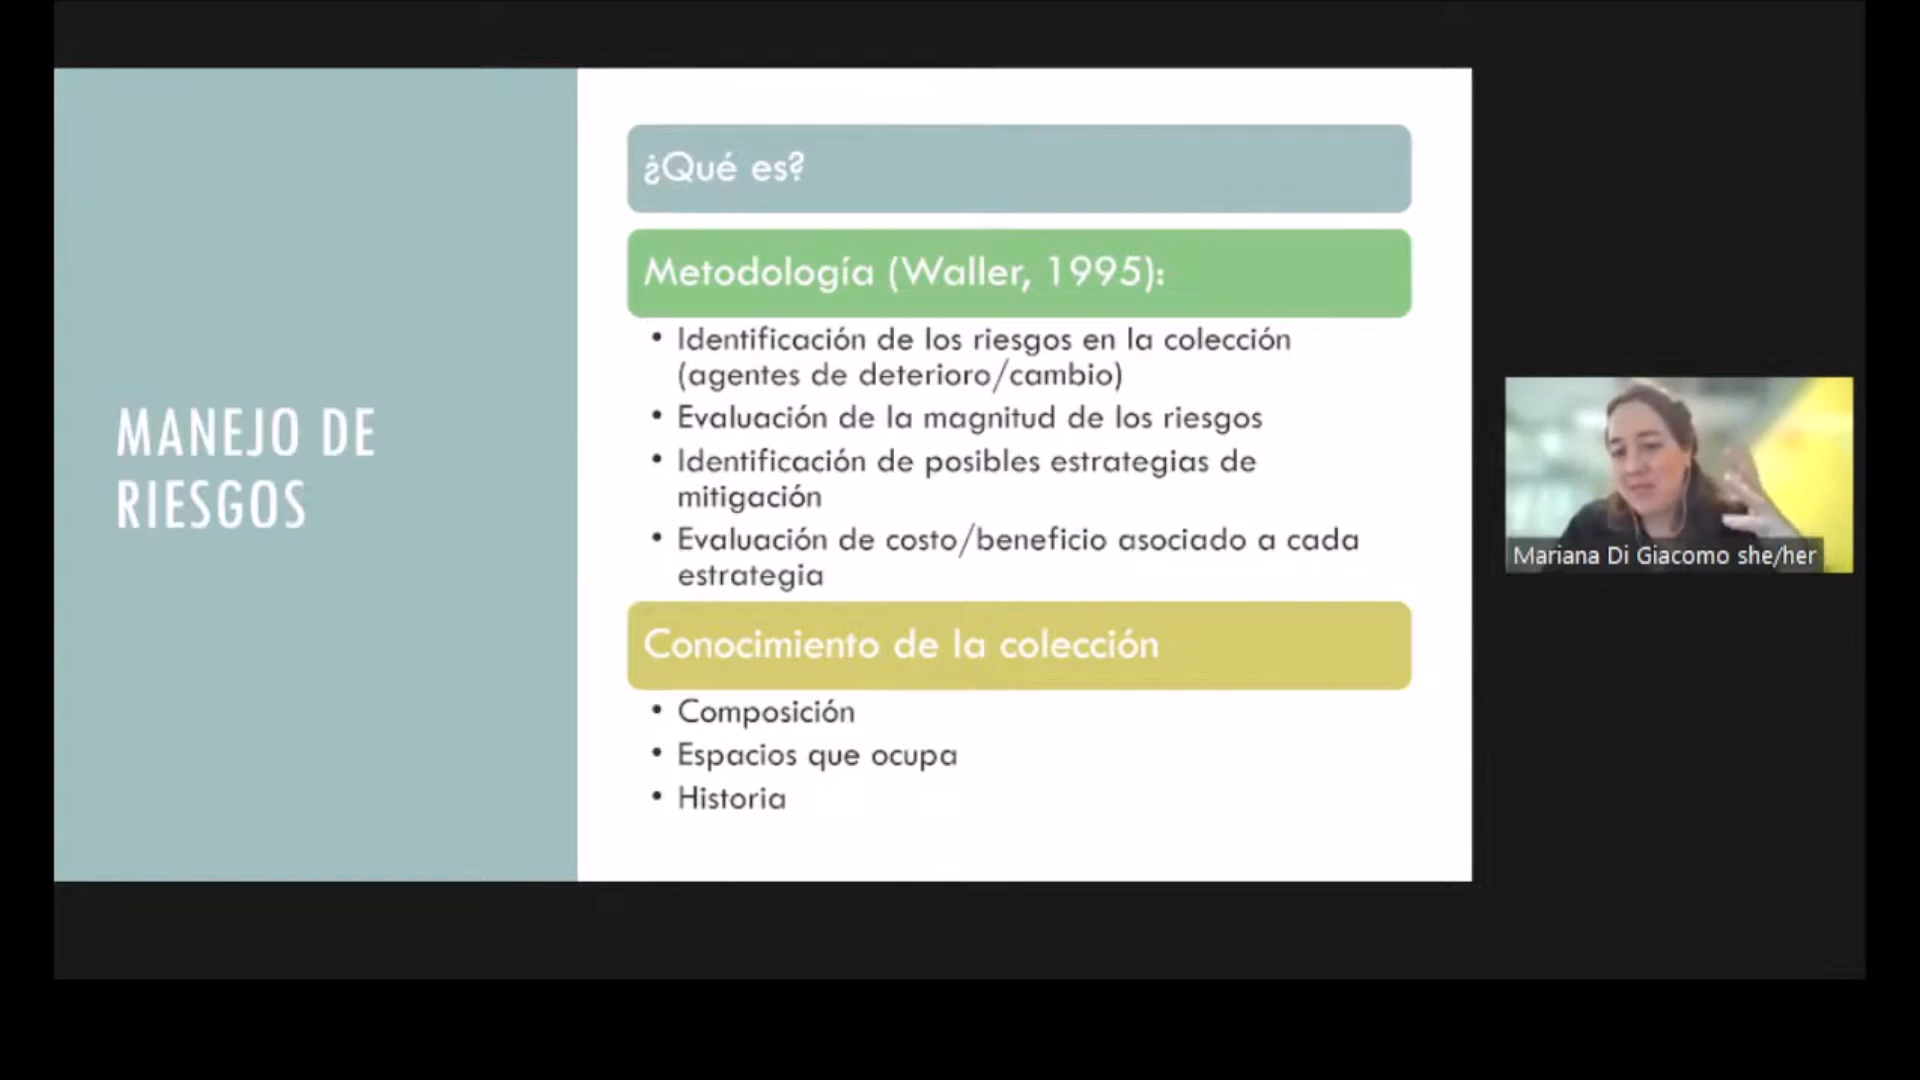 MANEJO DE
RIESGOS
¿Qué es?
Metodología (Waller, 1995):
• Identificación de los riesgos en la colección
(agentes de deterioro/cambio)
• Evaluación de la magnitud de los riesgos
• Identificación de posibles estrategias de
mitigación
• Evaluación de costo/beneficio asociado a cada
estrategia
Conocimiento de la colección
• Composición
• Espacios que ocupa
• Historia
Mariana Di Giacomo she/her